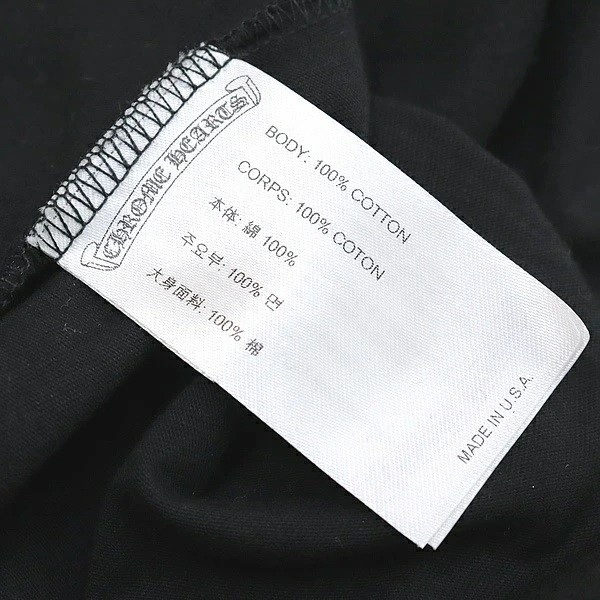 CHROME HEARTS
BODY: 100% COTTON
CORPS: 100% COTON
本体: 綿 100%
주요부: 100% 면
大身面料: 100% 棉
MADE IN U.S.A.